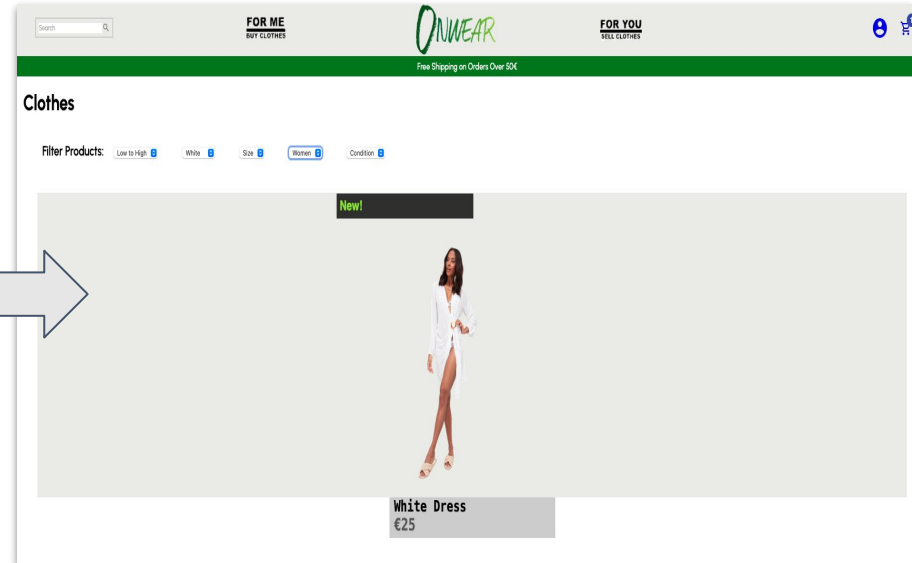 Search
FOR ME
BUY CLOTHES
ONWEAR
FOR YOU
SELL CLOTHES
Free Shipping on Orders Over 50€
Clothes
Filter Products: Low to High White Size Women Condition
New!
White Dress
€25